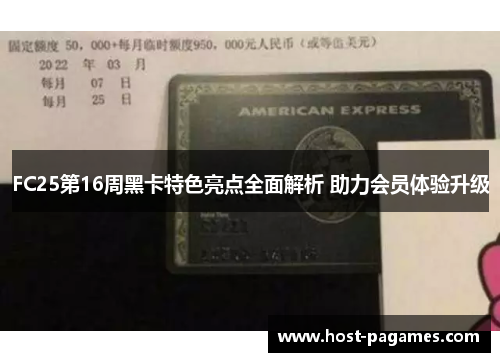 固定额度 50，000+每月临时额度950，000元人民币（或等值美元）
2022 年 03 月
每月 07 日
每月 25 日
AMERICAN EXPRESS
FC25第16周黑卡特色亮点全面解析 助力会员体验升级
www.host-pagames.com